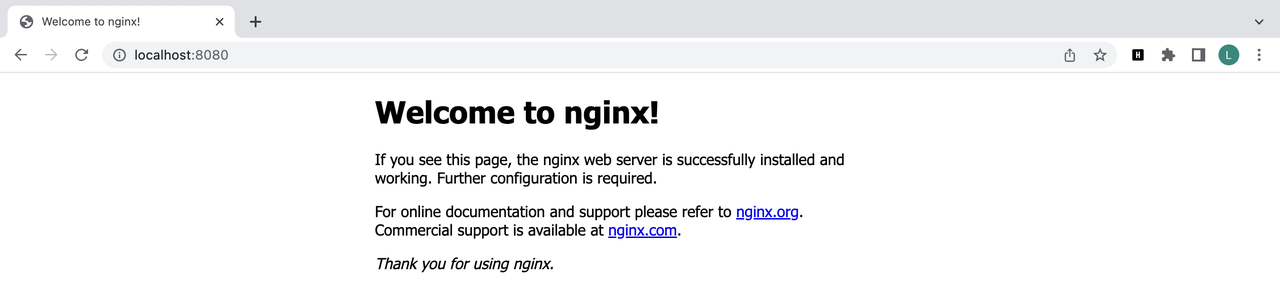 Welcome to nginx!
localhost:8080
H
L
Welcome to nginx!
If you see this page, the nginx web server is successfully installed and
working. Further configuration is required.
For online documentation and support please refer to nginx.org.
Commercial support is available at nginx.com.
Thank you for using nginx.